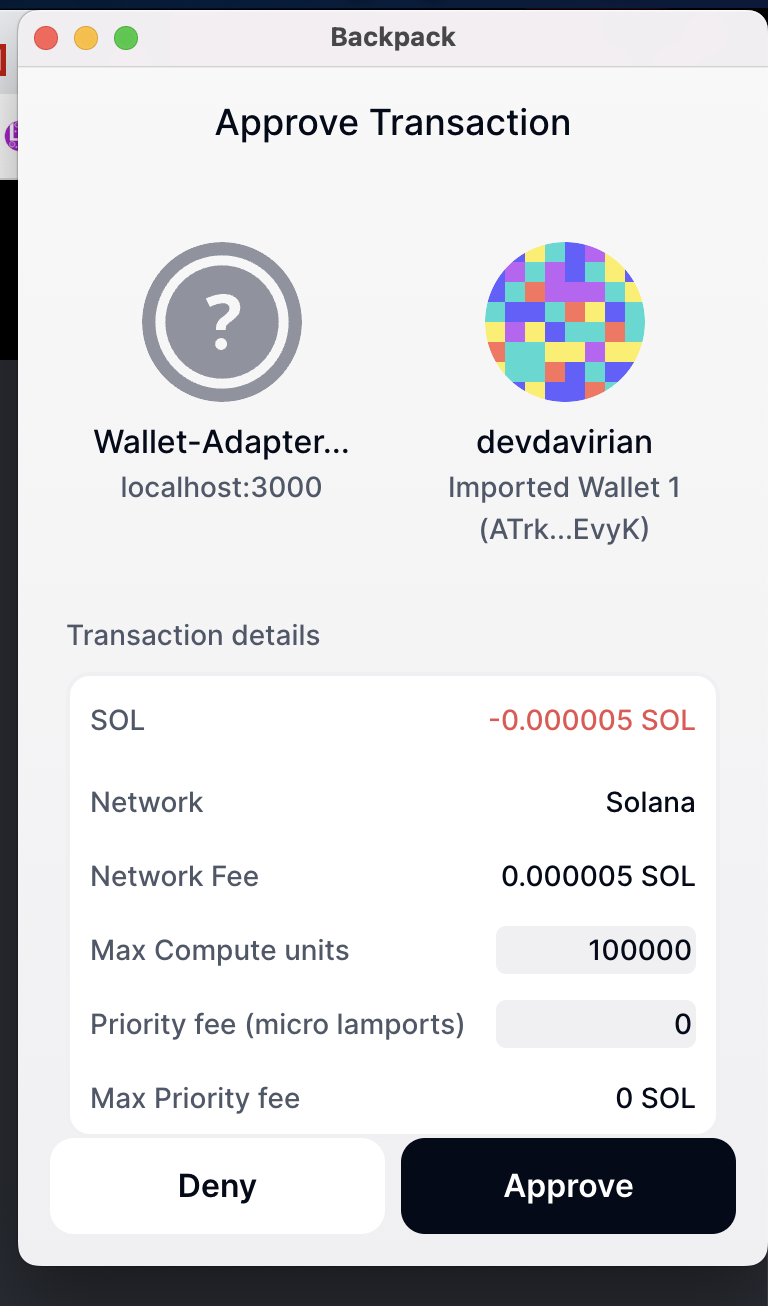 Backpack
Approve Transaction
?
Wallet-Adapter...
localhost:3000
devdavirian
Imported Wallet 1
(ATrk...EvyK)
Transaction details
SOL
-0.000005 SOL
Network
Solana
Network Fee
0.000005 SOL
Max Compute units
100000
Priority fee (micro lamports)
0
Max Priority fee
0 SOL
Deny
Approve